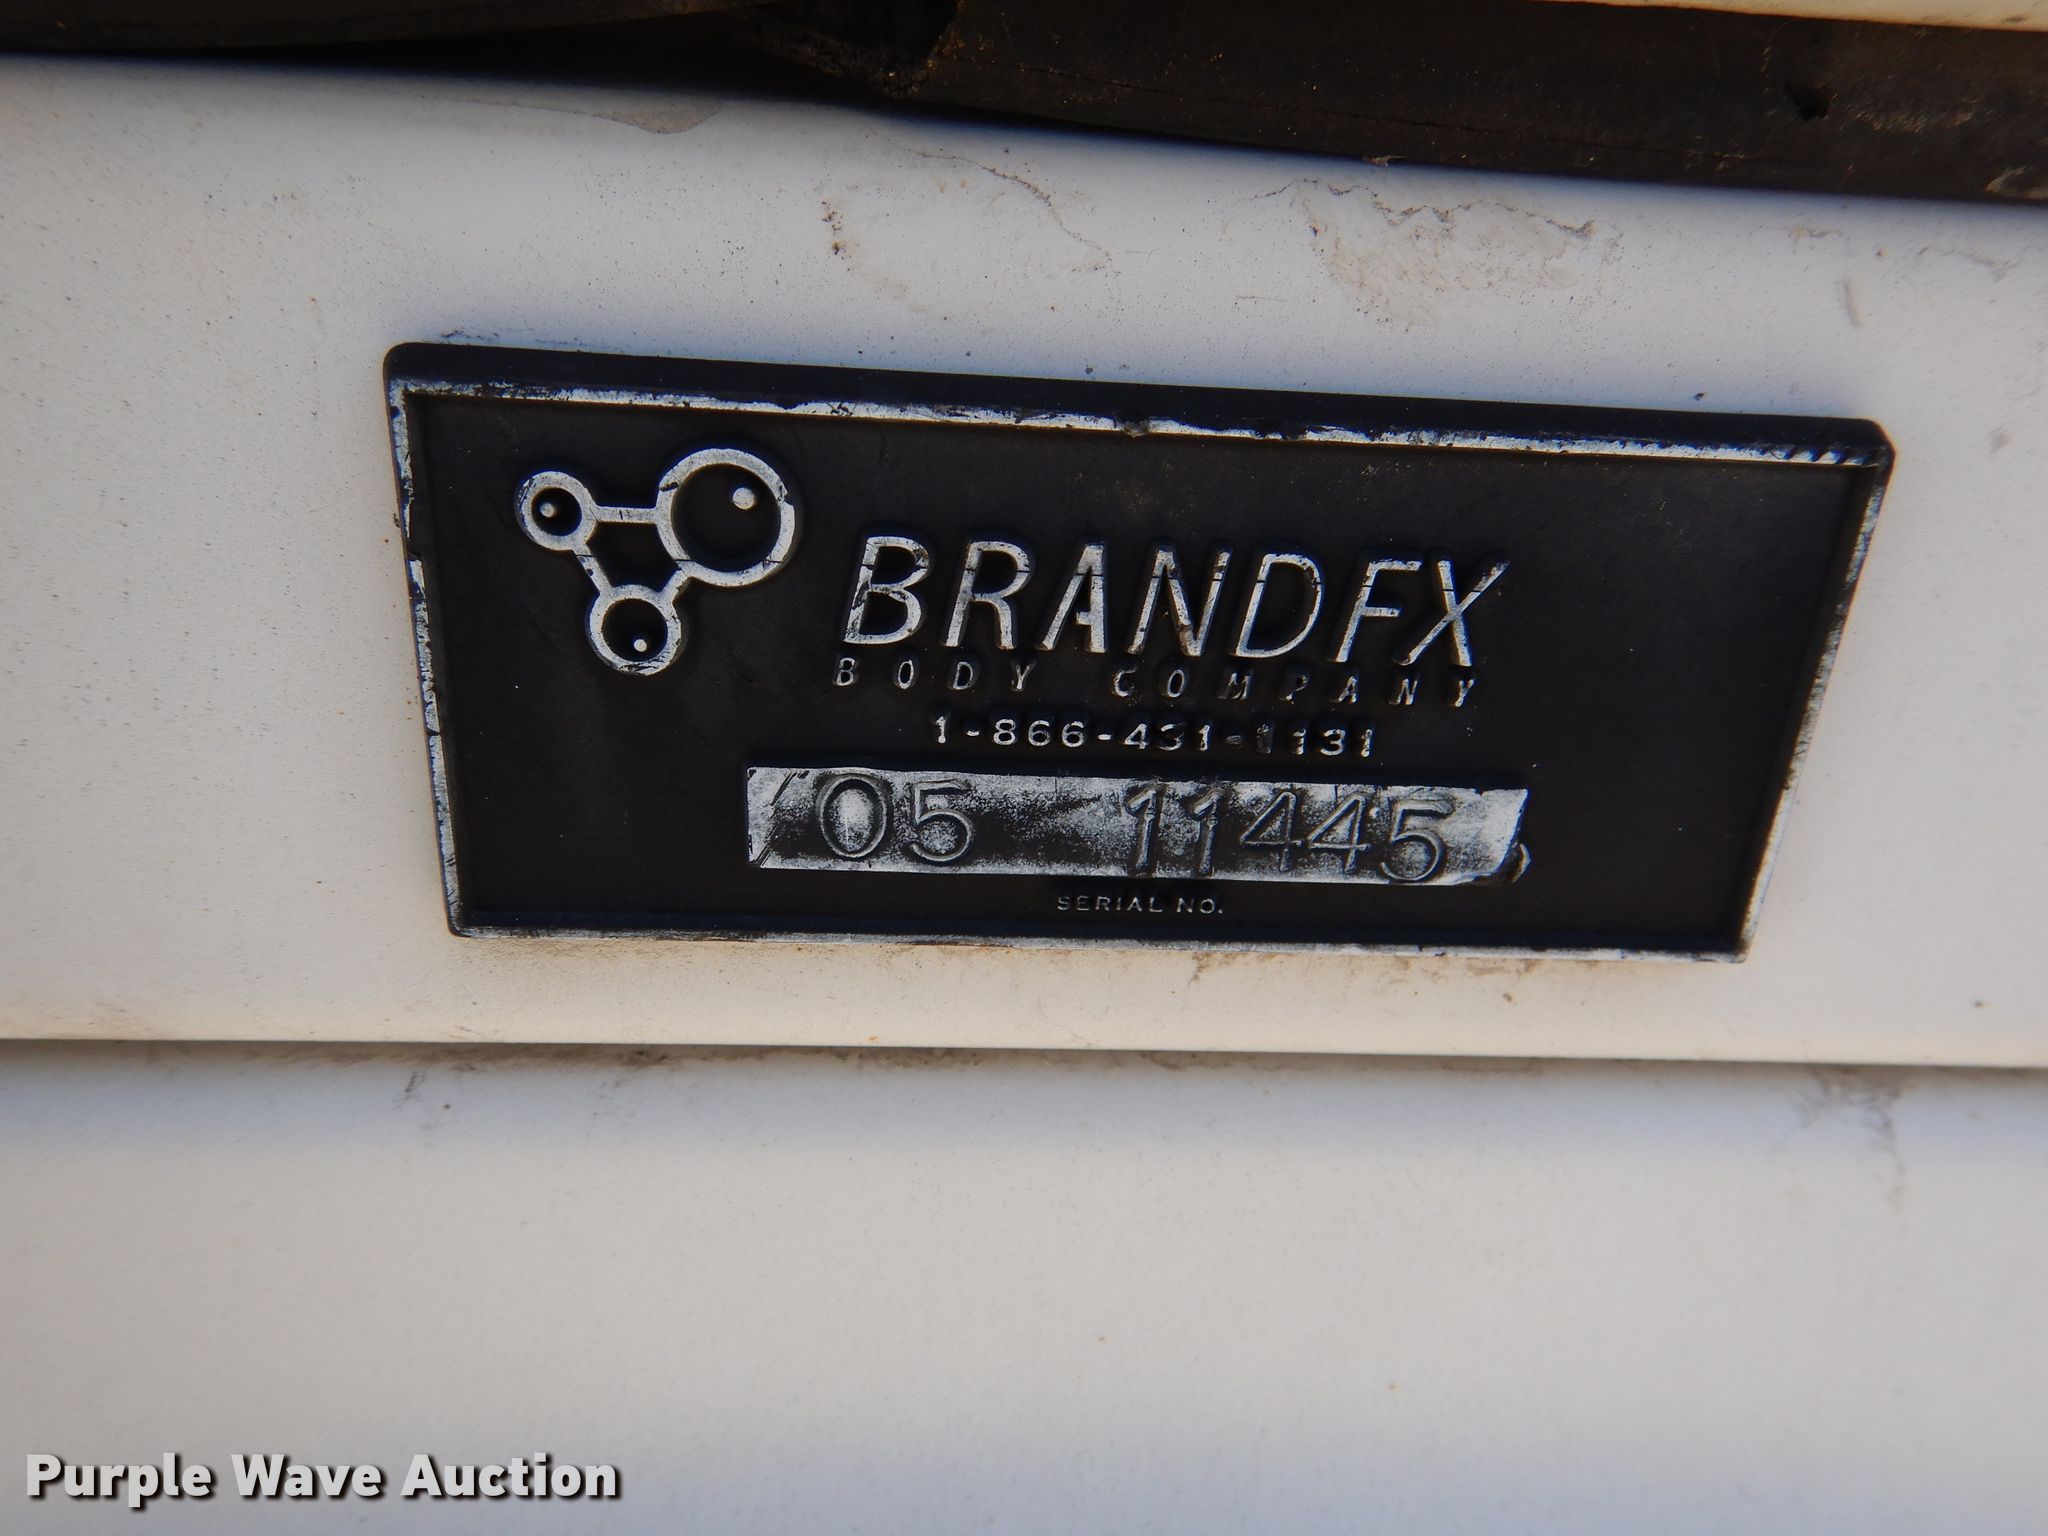 BRANDFX
BODY COMPANY
1-866-431-1131
05 11445
SERIAL NO.
Purple Wave Auction